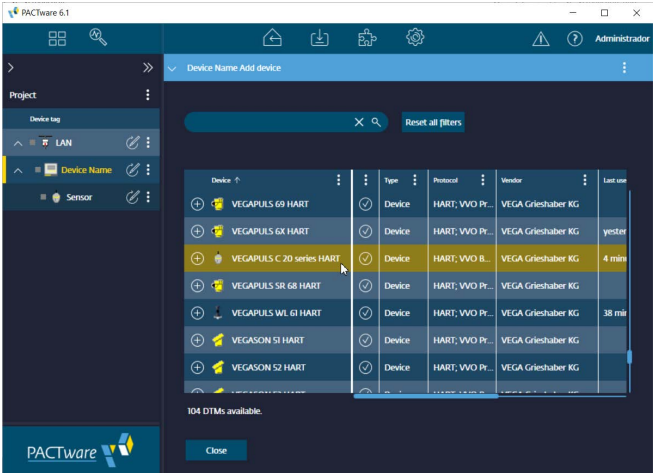 PACTware 6.1
Administrador
Device Name Add device
Project
Device tag
LAN
Device Name
Sensor
Reset all filters
Device Type Protocol Vendor Last use
VEGAPULS 69 HART Device HART; VVO Pr... VEGA Grieshaber KG
VEGAPULS 6X HART Device HART; VVO Pr... VEGA Grieshaber KG yester
VEGAPULS C 20 series HART Device HART; VVO B... VEGA Grieshaber KG 4 minu
VEGAPULS SR 68 HART Device HART; VVO Pr... VEGA Grieshaber KG
VEGAPULS WL 61 HART Device HART; VVO Pr... VEGA Grieshaber KG 38 min
VEGASON 51 HART Device HART; VVO Pr... VEGA Grieshaber KG
VEGASON 52 HART Device HART; VVO Pr... VEGA Grieshaber KG
104 DTMs available.
Close
PACTware